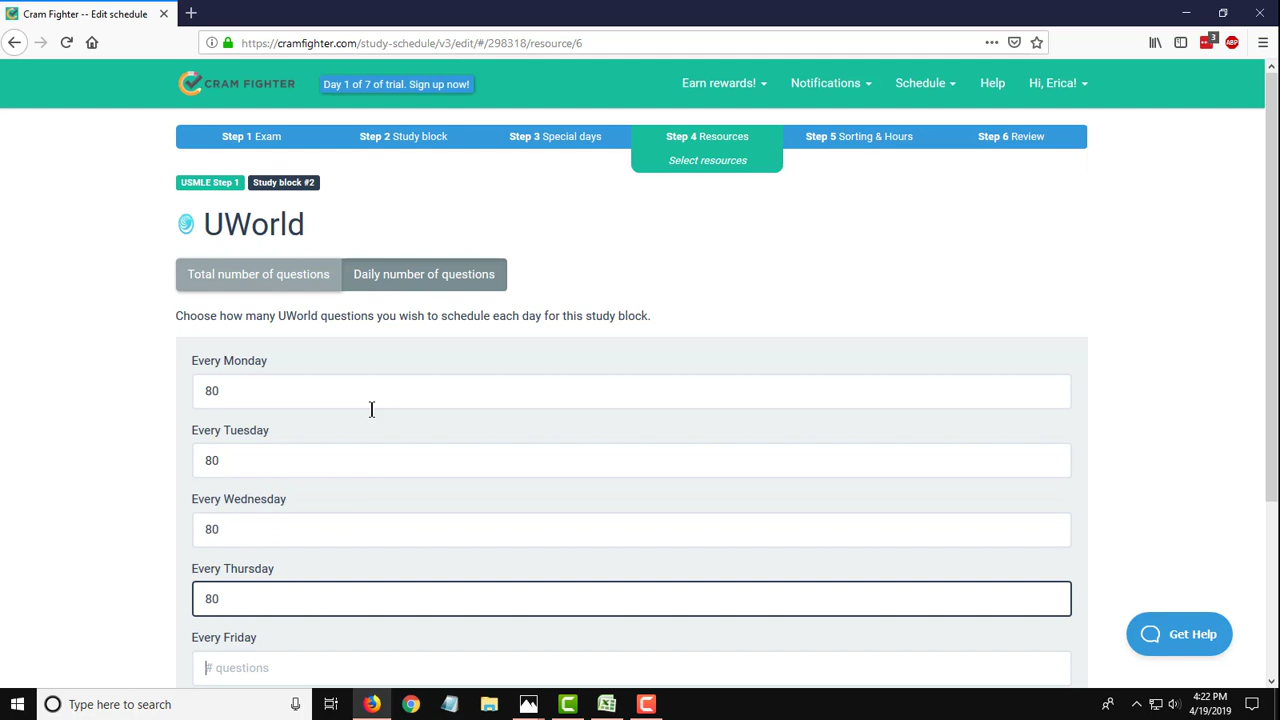 Cram Fighter -- Edit schedule
https://cramfighter.com/study-schedule/v3/edit/#/298318/resource/6
3
ABP
CRAM FIGHTER
Day 1 of 7 of trial. Sign up now!
Earn rewards!
Notifications
Schedule
Help
Hi, Erica!
Step 1 Exam
Step 2 Study block
Step 3 Special days
Step 4 Resources
Select resources
Step 5 Sorting & Hours
Step 6 Review
USMLE Step 1
Study block #2
UWorld
Total number of questions
Daily number of questions
Choose how many UWorld questions you wish to schedule each day for this study block.
Every Monday
80
Every Tuesday
80
Every Wednesday
80
Every Thursday
80
Every Friday
# questions
Get Help
Type here to search
4:22 PM
4/19/2019